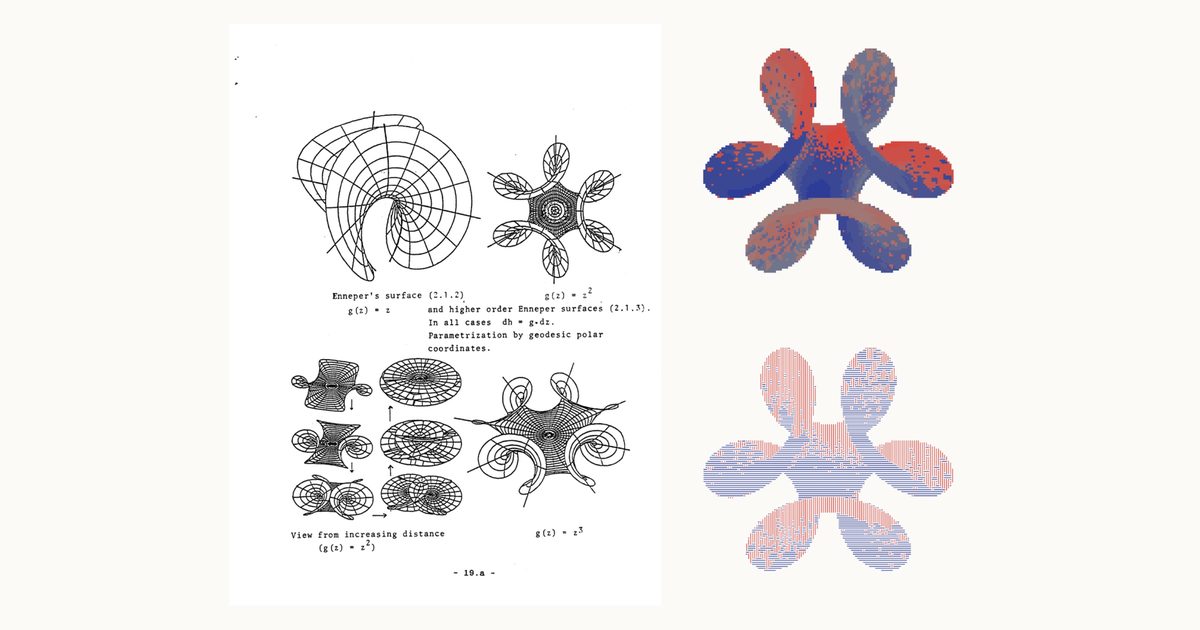 Enneper's surface (2.1.2)
g(z) = z²
g(z) = z
and higher order Enneper surfaces (2.1.3).
In all cases dh = g·dz.
Parametrization by geodesic polar
coordinates.
View from increasing distance
(g(z) = z²)
g(z) = z³
- 19.a -